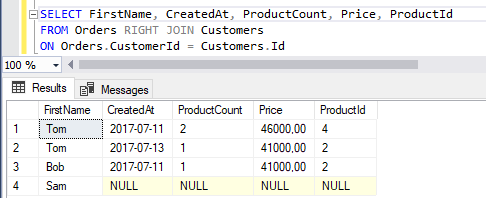 SELECT FirstName, CreatedAt, ProductCount, Price, ProductId
FROM Orders RIGHT JOIN Customers
ON Orders.CustomerId = Customers.Id
100 %
Results Messages
FirstName CreatedAt ProductCount Price ProductId
1 Tom 2017-07-11 2 46000,00 4
2 Tom 2017-07-13 1 41000,00 2
3 Bob 2017-07-11 1 41000,00 2
4 Sam NULL NULL NULL NULL